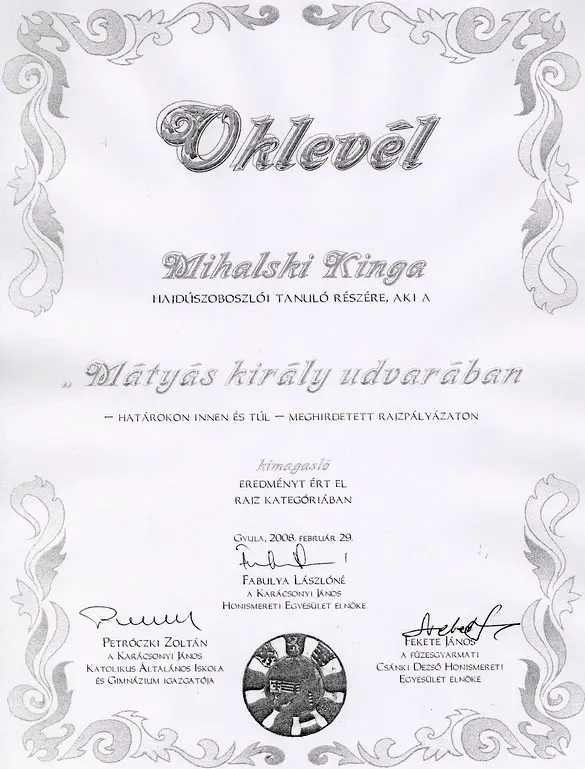 Oklevél
Mihalski Kinga
HAJDÚSZOBOSZLÓI TANULÓ RÉSZÉRE, AKI A
„Mátyás király udvarában
– HATÁROKON INNEN ÉS TÚL – MEGHIRDETETT RAJZPÁLYÁZATON
kimagasló
EREDMÉNYT ÉRT EL
RAJZ KATEGÓRIÁBAN
GYULA, 2008. FEBRUÁR 29.
FABULYA LÁSZLÓNÉ
A KARÁCSONYI JÁNOS
HONISMERETI EGYESÜLET ELNÖKE
PETRÓCZKI ZOLTÁN
A KARÁCSONYI JÁNOS
KATOLIKUS ÁLTALÁNOS ISKOLA
ÉS GIMNÁZIUM IGAZGATÓJA
FEKETE JÁNOS
A FÜZESGYARMATI
CSÁNKI DEZSŐ HONISMERETI
EGYESÜLET ELNÖKE